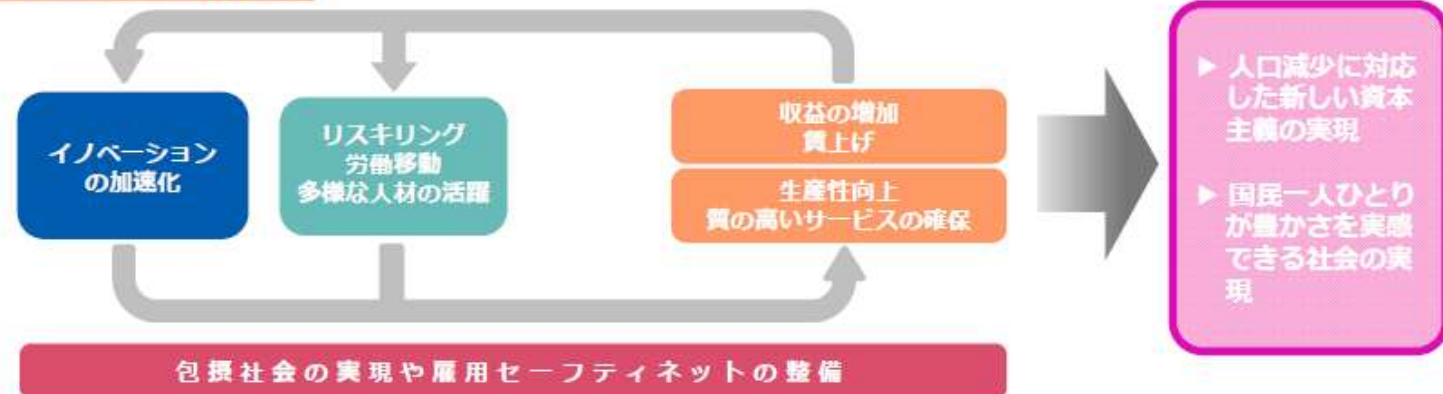 イノベーション
の加速化
リスキリング
労働移動
多様な人材の活躍
収益の増加
賃上げ
生産性向上
質の高いサービスの確保
▶ 人口減少に対応
した新しい資本
主義の実現
▶ 国民一人ひとり
が豊かさを実感
できる社会の実
現
包摂社会の実現や雇用セーフティネットの整備